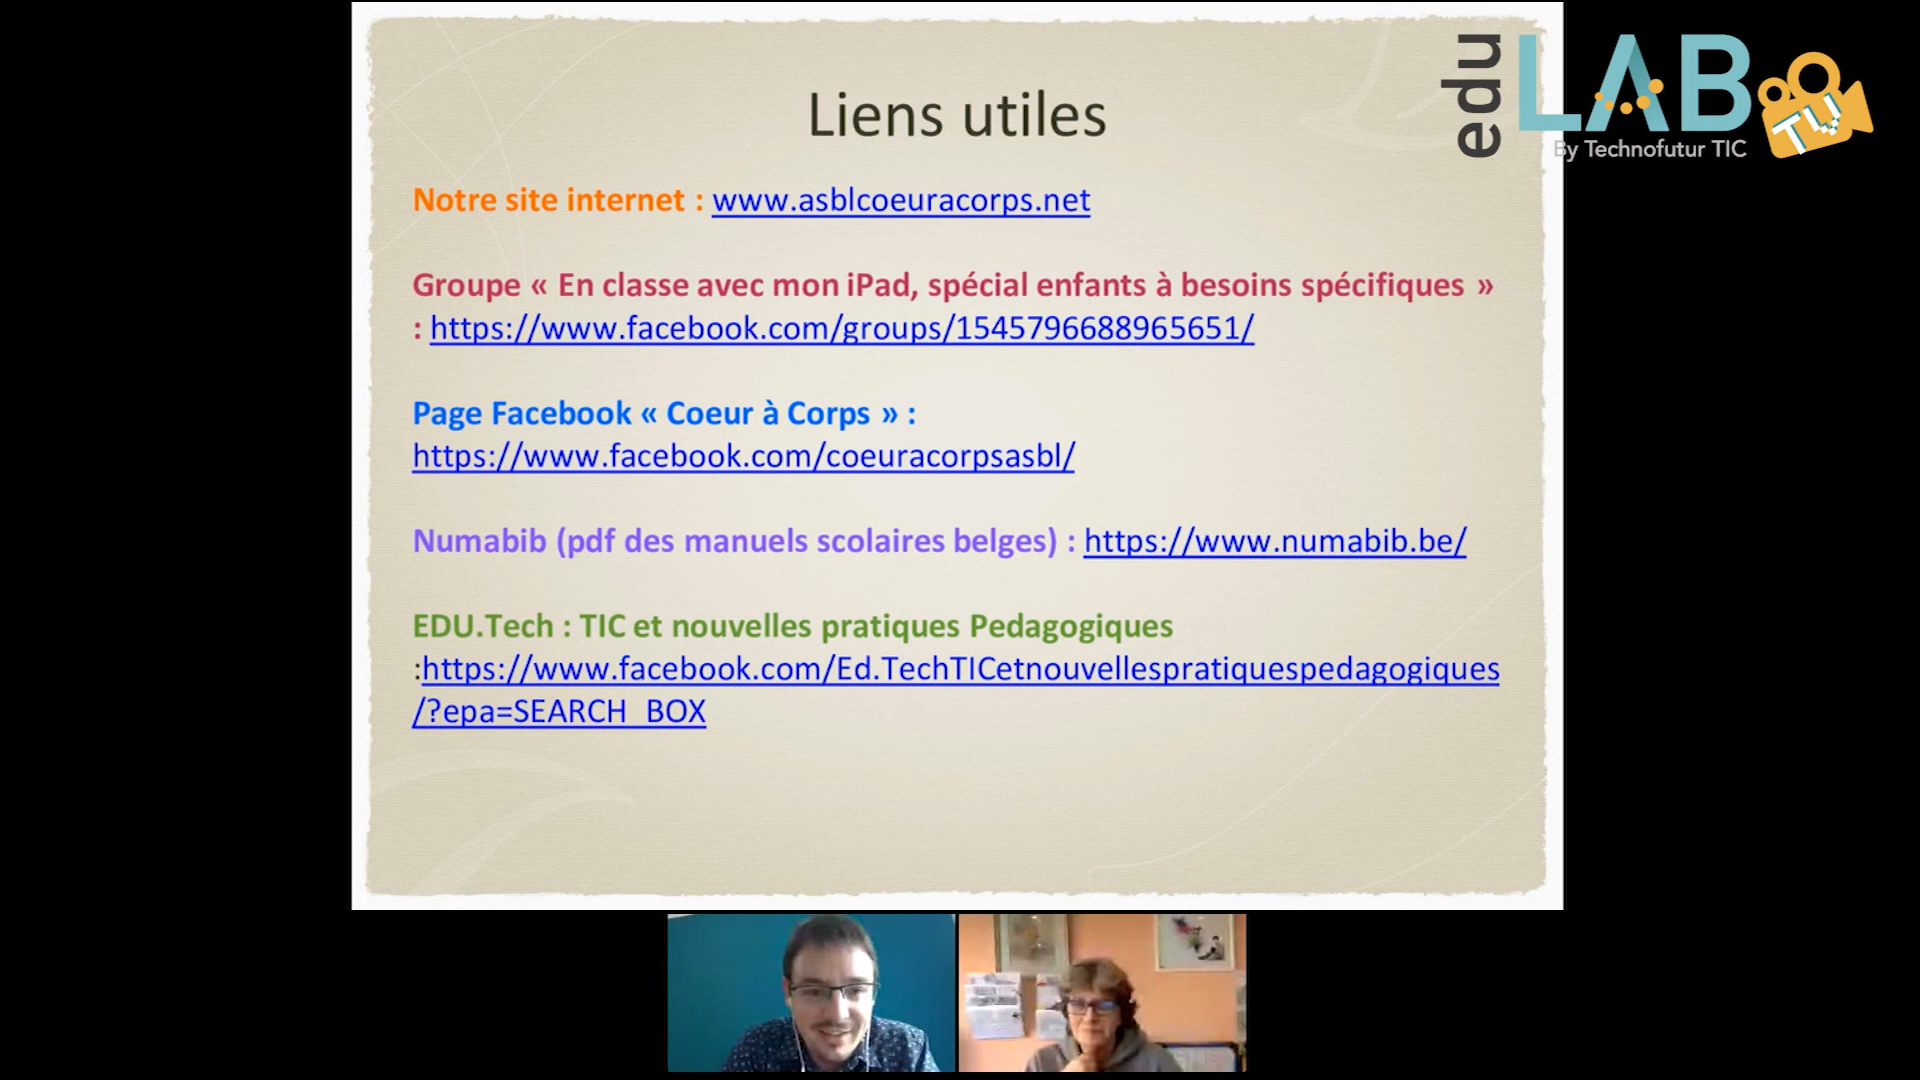 Liens utiles
edu
LAB
TV
By Technofutur TIC
Notre site internet : www.asblcoeuracorps.net
Groupe « En classe avec mon iPad, spécial enfants à besoins spécifiques »
: https://www.facebook.com/groups/1545796688965651/
Page Facebook « Coeur à Corps » :
https://www.facebook.com/coeuracorpsasbl/
Numabib (pdf des manuels scolaires belges) : https://www.numabib.be/
EDU.Tech : TIC et nouvelles pratiques Pedagogiques
:https://www.facebook.com/Ed.TechTICetnouvellespratiquespedagogiques
/?epa=SEARCH_BOX